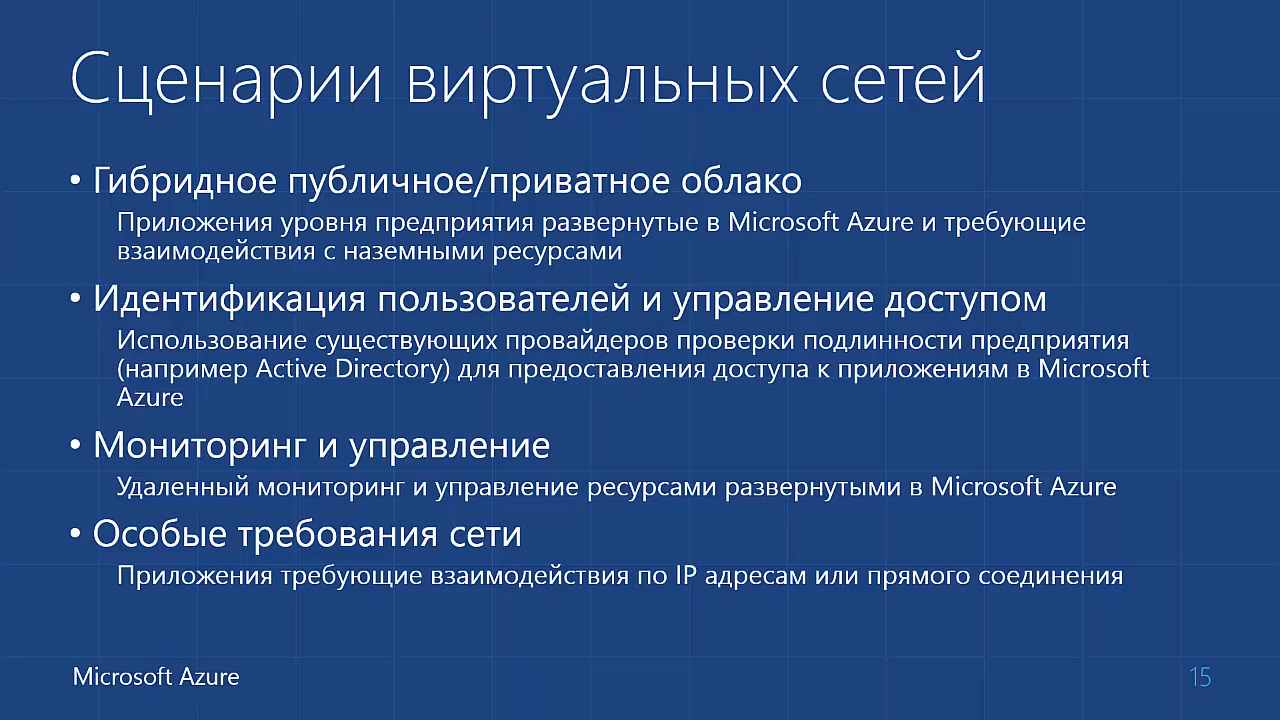 Сценарии виртуальных сетей
• Гибридное публичное/приватное облако
Приложения уровня предприятия развернутые в Microsoft Azure и требующие
взаимодействия с наземными ресурсами
• Идентификация пользователей и управление доступом
Использование существующих провайдеров проверки подлинности предприятия
(например Active Directory) для предоставления доступа к приложениям в Microsoft
Azure
• Мониторинг и управление
Удаленный мониторинг и управление ресурсами развернутыми в Microsoft Azure
• Особые требования сети
Приложения требующие взаимодействия по IP адресам или прямого соединения
Microsoft Azure
15